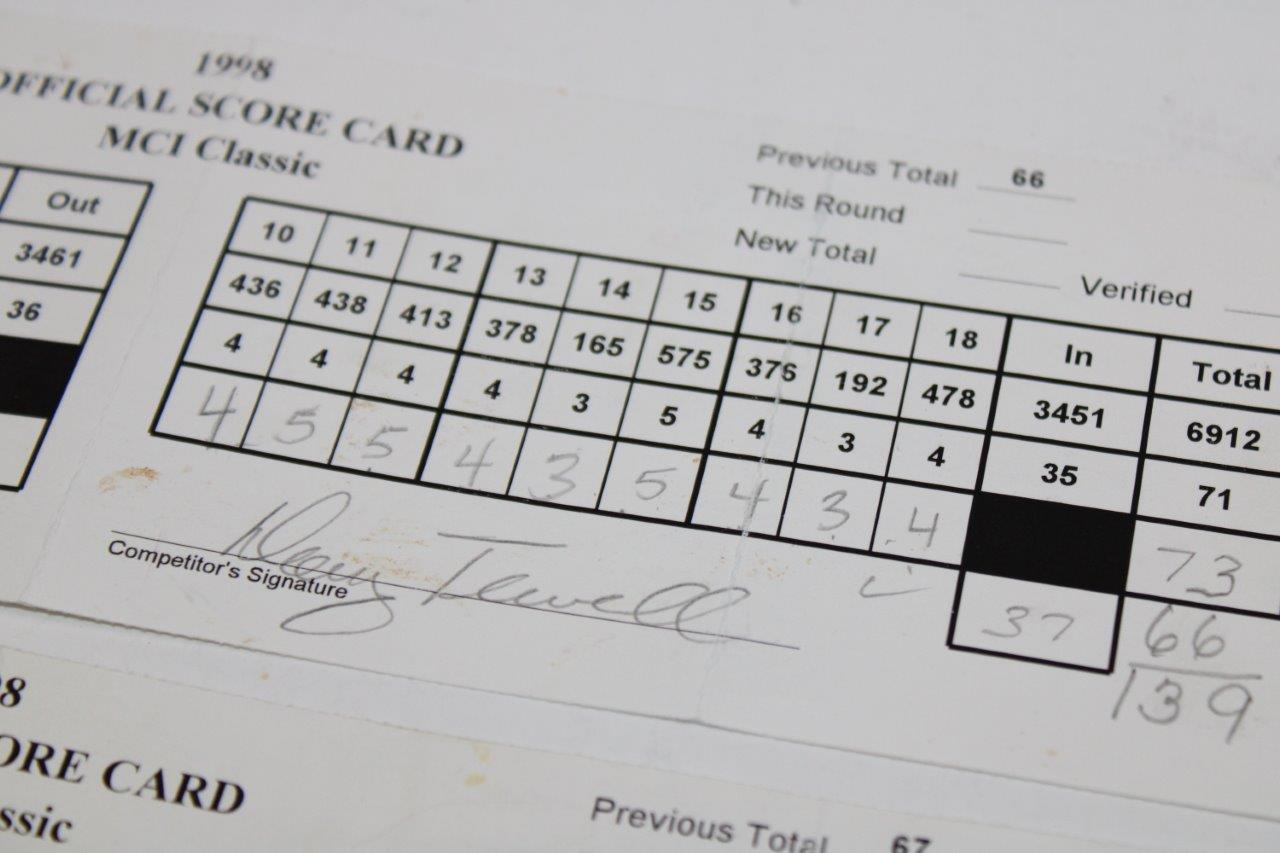 1998
OFFICIAL SCORE CARD
MCI Classic
Previous Total 66
This Round
New Total
Verified
Out
3461
36
10 11 12 13 14 15 16 17 18 In Total
436 438 413 378 165 575 376 192 478 3451 6912
4 4 4 4 3 5 4 3 4 35 71
4 5 5 4 3 5 4 3 4 73
37 66
139
Competitor's Signature
Tewell
8
ORE CARD
ssic
Previous Total 67